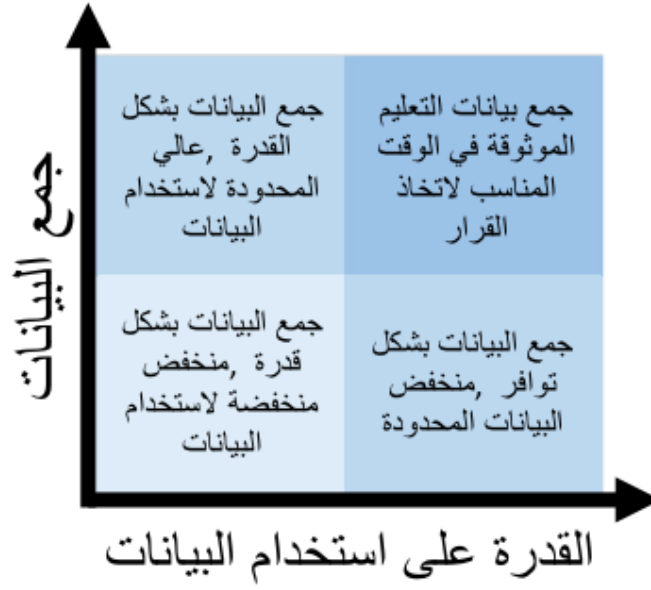 جمع البيانات
جمع بيانات التعليم
الموثوقة في الوقت
المناسب لاتخاذ
القرار
جمع البيانات بشكل
القدرة ,عالي
المحدودة لاستخدام
البيانات
جمع البيانات بشكل
توافر ,منخفض
البيانات المحدودة
جمع البيانات بشكل
قدرة ,منخفض
منخفضة لاستخدام
البيانات
القدرة على استخدام البيانات